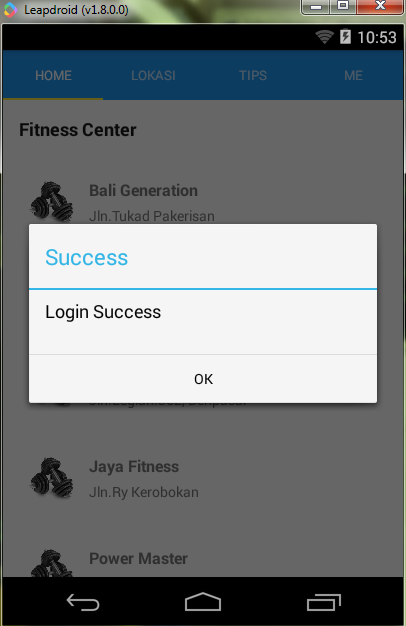 Leapdroid (v1.8.0.0)
10:53
HOME LOKASI TIPS ME
Fitness Center
Bali Generation
Jln.Tukad Pakerisan
Success
Login Success
OK
Jaya Fitness
Jln.Ry Kerobokan
Power Master